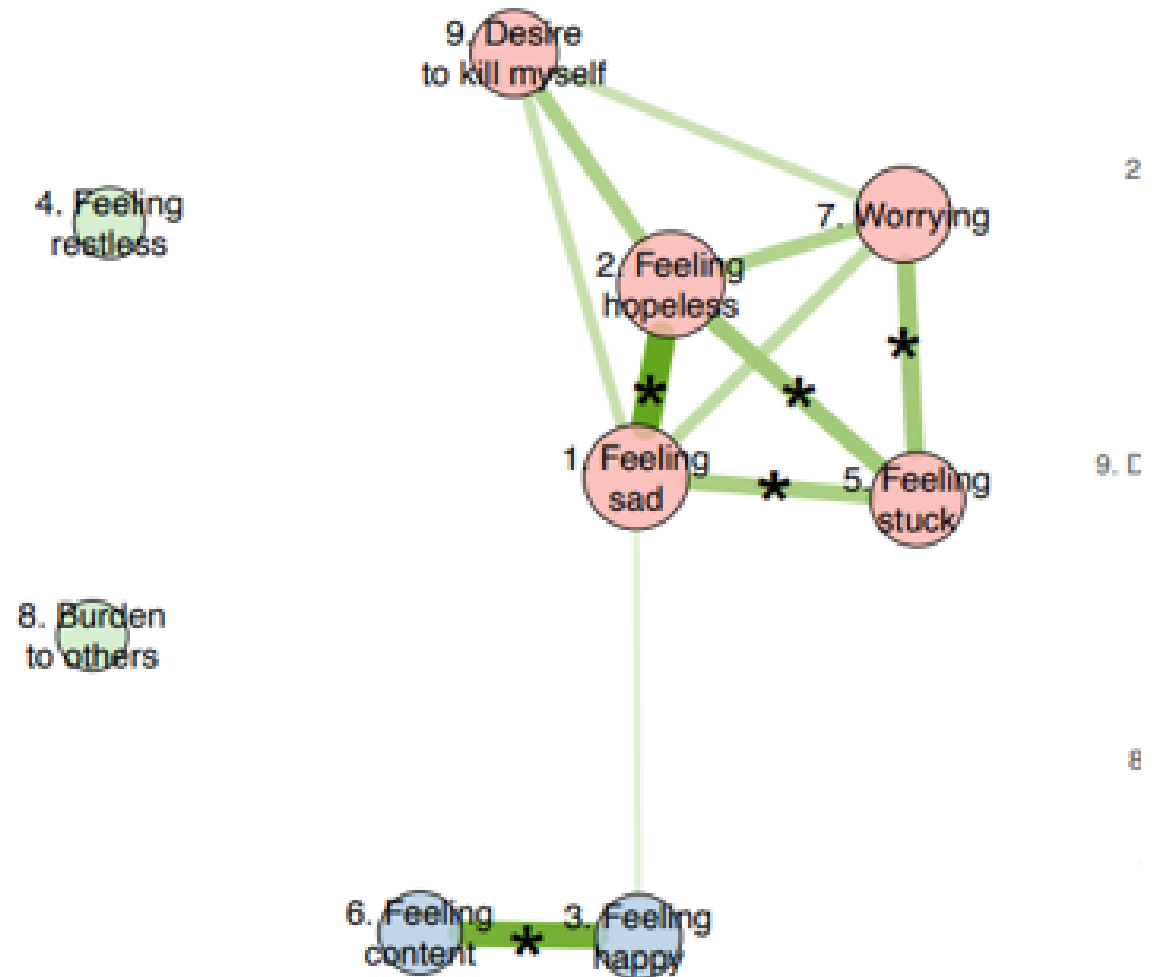 9. Desire
to kill myself
4. Feeling
restless
7. Worrying
2
2. Feeling
hopeless
*
*
*
1. Feeling
sad
*
5. Feeling
stuck
9. D
8. Burden
to others
8
6. Feeling
content
*
3. Feeling
happy